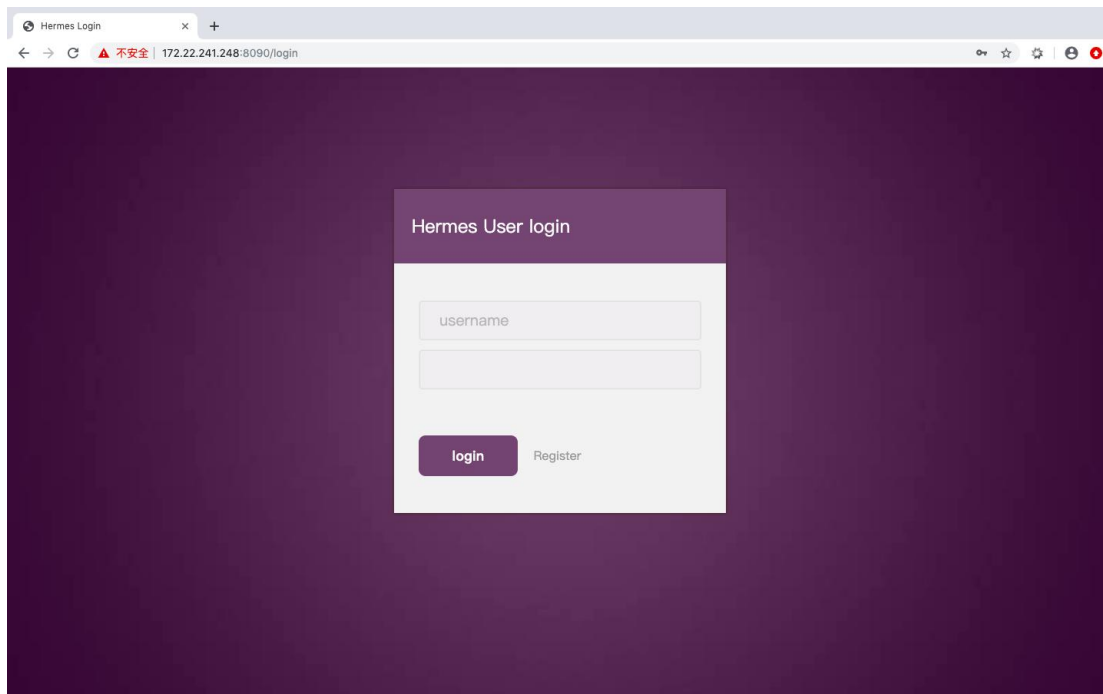 Hermes Login
不安全 172.22.241.248:8090/login
Hermes User login
username
login
Register